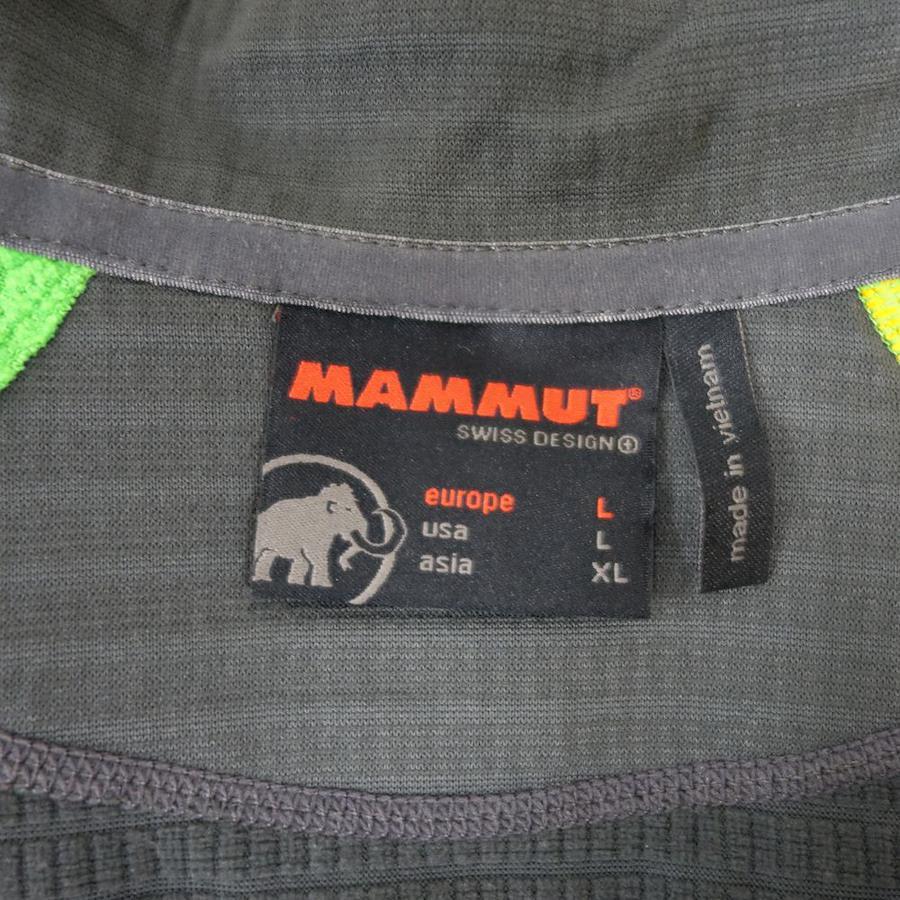 MAMMUT®
SWISS DESIGN
europe L
usa L
asia XL
made in vietnam